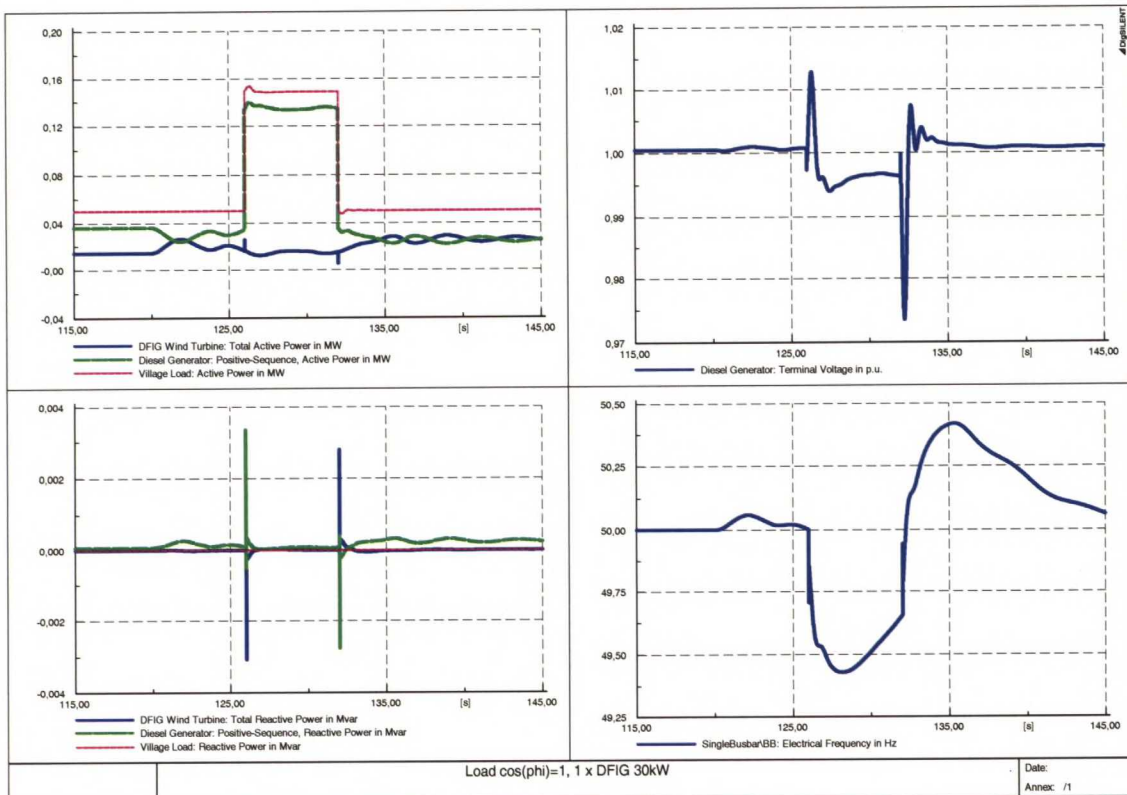 0,20
0,16
0,12
0,08
0,04
-0,00
-0,04
115,00 125,00 135,00 [s] 145,00
DFIG Wind Turbine: Total Active Power in MW
Diesel Generator: Positive-Sequence, Active Power in MW
Village Load: Active Power in MW
1,02
1,01
1,00
0,99
0,98
0,97
115,00 125,00 135,00 [s] 145,00
Diesel Generator: Terminal Voltage in p.u.
DIgSILENT
0,004
0,002
0,000
-0,002
-0,004
115,00 125,00 135,00 [s] 145,00
DFIG Wind Turbine: Total Reactive Power in Mvar
Diesel Generator: Positive-Sequence, Reactive Power in Mvar
Village Load: Reactive Power in Mvar
50,50
50,25
50,00
49,75
49,50
49,25
115,00 125,00 135,00 [s] 145,00
SingleBusbar\BB: Electrical Frequency in Hz
Load cos(phi)=1, 1 x DFIG 30kW
Date:
Annex: /1